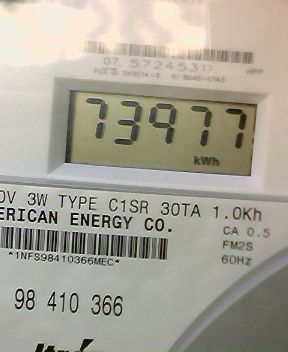 07 57245317
HPP
73977
kWh
0V 3W TYPE C1SR 30TA 1.0Kh
ERICAN ENERGY CO.
CA 0.5
FM2S
60Hz
*1NFS98410366MEC*
98 410 366